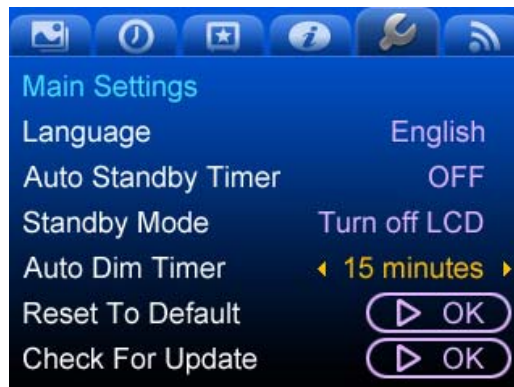 Main Settings
Language English
Auto Standby Timer OFF
Standby Mode Turn off LCD
Auto Dim Timer 15 minutes
Reset To Default OK
Check For Update OK